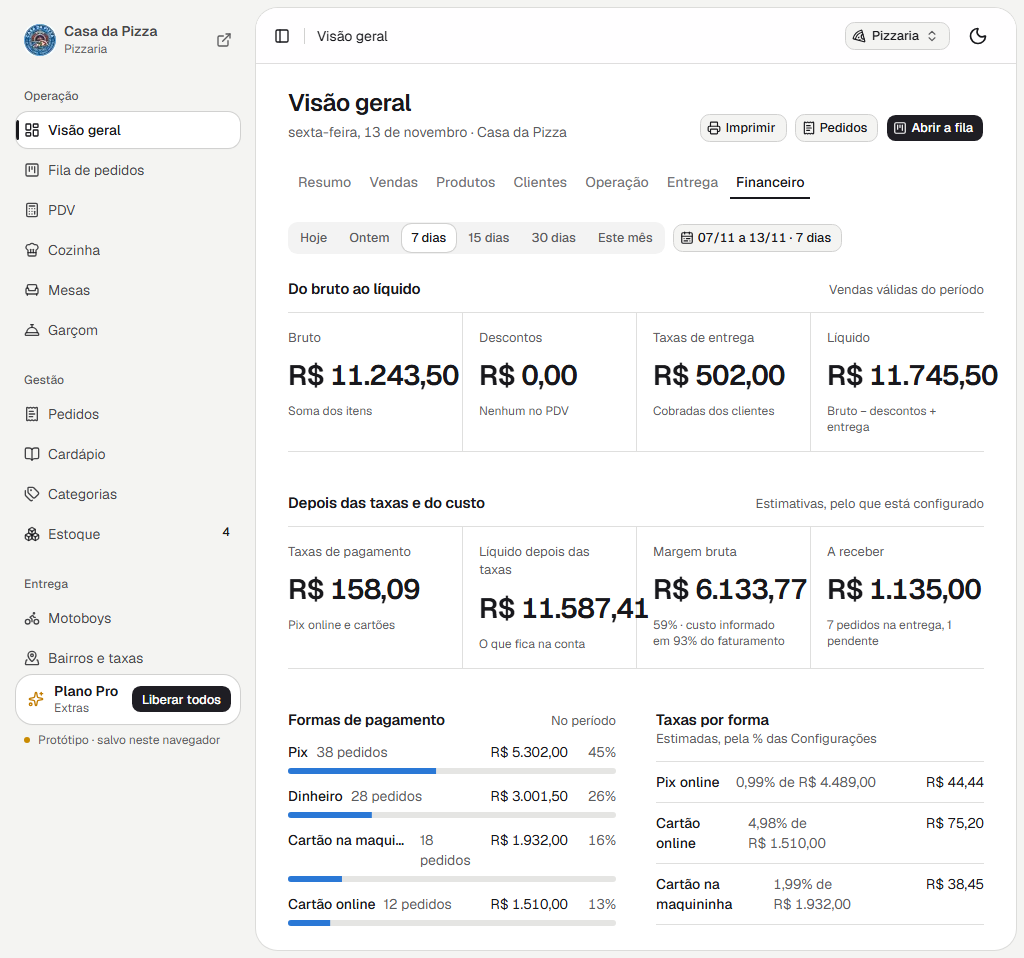 Casa da Pizza
Pizzaria
Operação
Visão geral
Fila de pedidos
PDV
Cozinha
Mesas
Garçom
Gestão
Pedidos
Cardápio
Categorias
Estoque 4
Entrega
Motoboys
Bairros e taxas
Plano Pro
Extras
Liberar todos
Protótipo · salvo neste navegador
Visão geral
Pizzaria
Visão geral
sexta-feira, 13 de novembro · Casa da Pizza
Imprimir Pedidos Abrir a fila
Resumo Vendas Produtos Clientes Operação Entrega Financeiro
Hoje Ontem 7 dias 15 dias 30 dias Este mês 07/11 a 13/11 · 7 dias
Do bruto ao líquido Vendas válidas do período
Bruto
R$ 11.243,50
Soma dos itens
Descontos
R$ 0,00
Nenhum no PDV
Taxas de entrega
R$ 502,00
Cobradas dos clientes
Líquido
R$ 11.745,50
Bruto − descontos +
entrega
Depois das taxas e do custo Estimativas, pelo que está configurado
Taxas de pagamento
R$ 158,09
Pix online e cartões
Líquido depois das
taxas
R$ 11.587,41
O que fica na conta
Margem bruta
R$ 6.133,77
59% · custo informado
em 93% do faturamento
A receber
R$ 1.135,00
7 pedidos na entrega, 1
pendente
Formas de pagamento No período
Pix 38 pedidos R$ 5.302,00 45%
Dinheiro 28 pedidos R$ 3.001,50 26%
Cartão na maqui... 18 pedidos R$ 1.932,00 16%
Cartão online 12 pedidos R$ 1.510,00 13%
Taxas por forma
Estimadas, pela % das Configurações
Pix online 0,99% de R$ 4.489,00 R$ 44,44
Cartão online 4,98% de R$ 1.510,00 R$ 75,20
Cartão na maquininha 1,99% de R$ 1.932,00 R$ 38,45